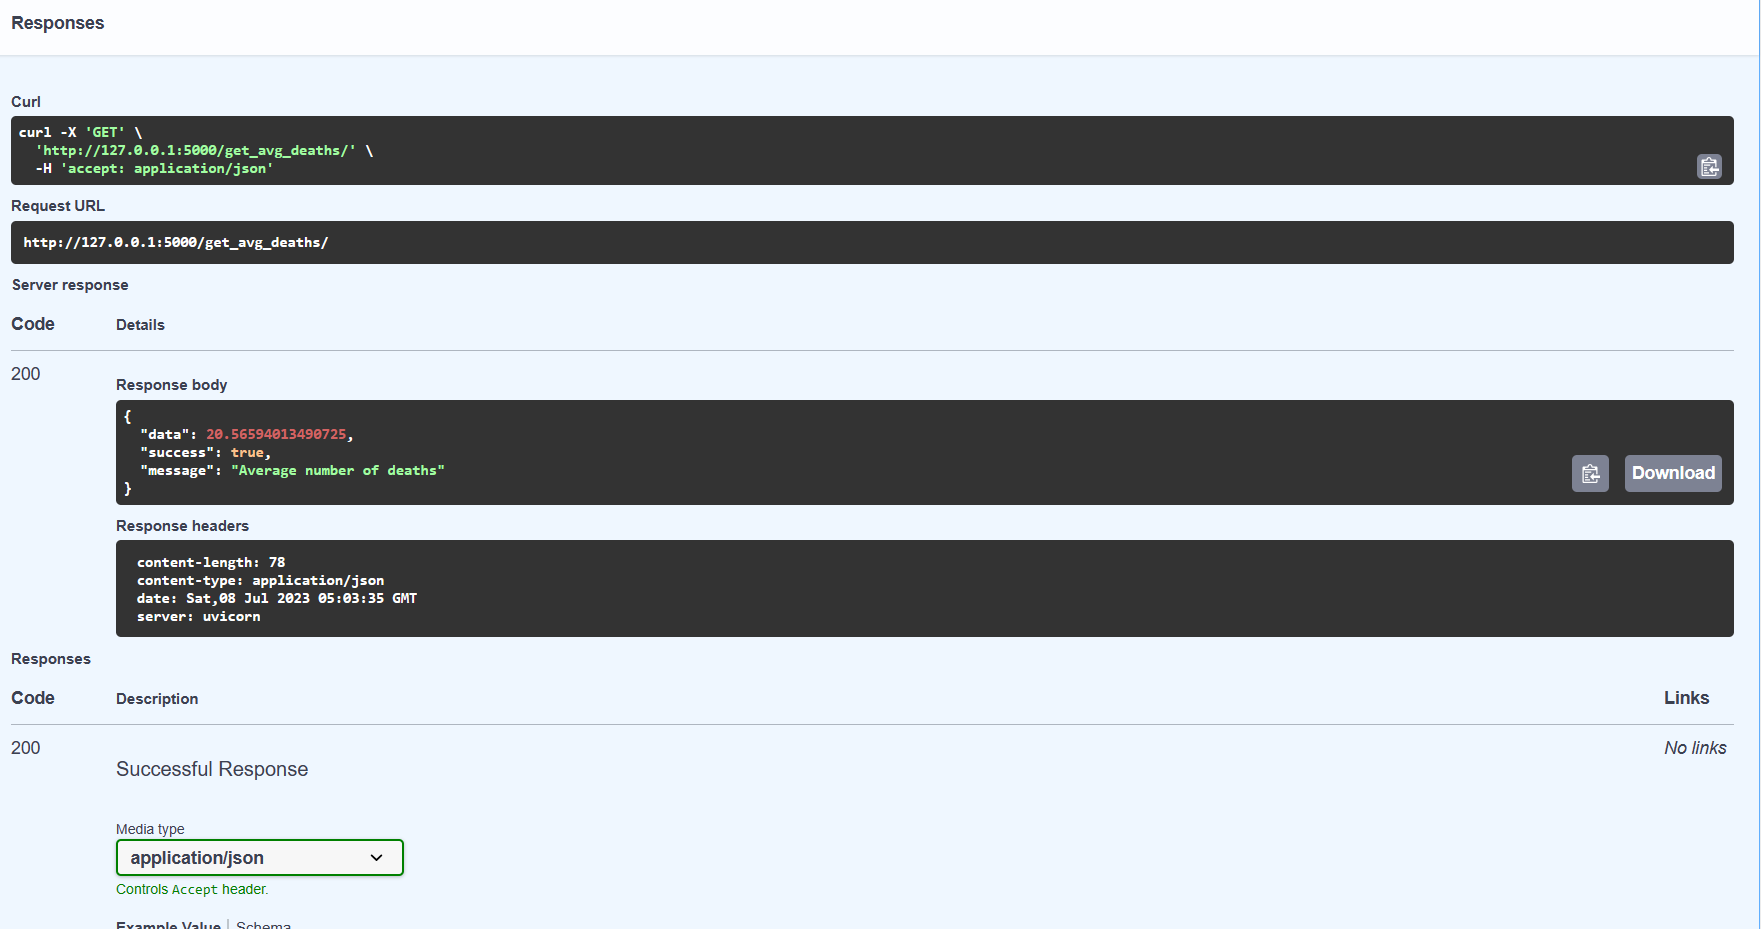 Responses
Curl
curl -X 'GET' \
  'http://127.0.0.1:5000/get_avg_deaths/' \
  -H 'accept: application/json'
Request URL
http://127.0.0.1:5000/get_avg_deaths/
Server response
Code Details
200
Response body
{
  "data": 20.56594013490725,
  "success": true,
  "message": "Average number of deaths"
}
Download
Response headers
content-length: 78
content-type: application/json
date: Sat,08 Jul 2023 05:03:35 GMT
server: uvicorn
Responses
Code Description Links
200 No links
Successful Response
Media type
application/json
Controls Accept header.
Example Value Schema